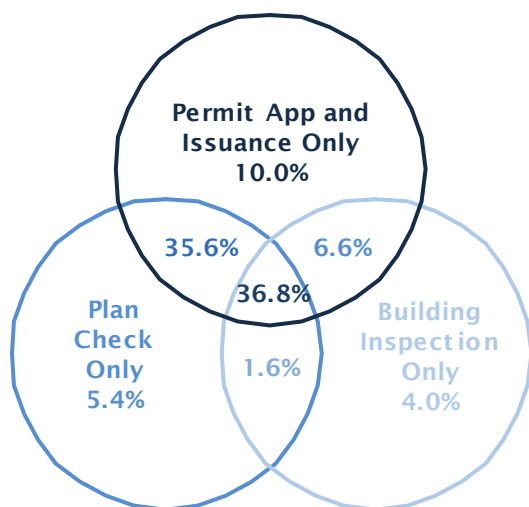 Permit App and
Issuance Only
10.0%
35.6%
6.6%
36.8%
Plan
Check
Only
5.4%
1.6%
Building
Inspection
Only
4.0%